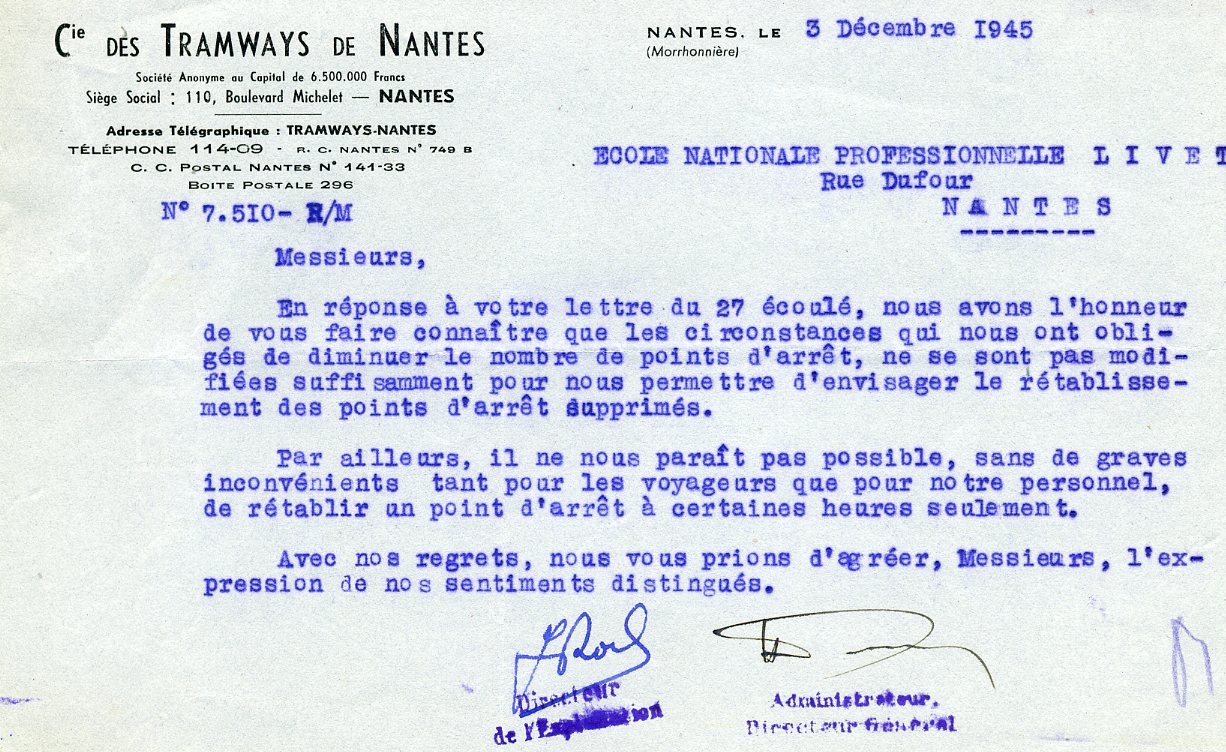 Cie DES TRAMWAYS DE NANTES
Société Anonyme au Capital de 6.500.000 Francs
Siège Social : 110, Boulevard Michelet — NANTES
Adresse Télégraphique : TRAMWAYS-NANTES
TÉLÉPHONE 114-09 - R. C. NANTES N° 749 B
C. C. POSTAL NANTES N° 141-33
BOITE POSTALE 296
N° 7.510- R/M
NANTES, LE 3 Décembre 1945
(Morrhonnière)
ECOLE NATIONALE PROFESSIONNELLE L I V E T
Rue Dufour
N A N T E S
---------
Messieurs,
En réponse à votre lettre du 27 écoulé, nous avons l'honneur
de vous faire connaître que les circonstances qui nous ont obli-
gés de diminuer le nombre de points d'arrêt, ne se sont pas modi-
fiées suffisamment pour nous permettre d'envisager le rétablisse-
ment des points d'arrêt supprimés.
Par ailleurs, il ne nous paraît pas possible, sans de graves
inconvénients tant pour les voyageurs que pour notre personnel,
de rétablir un point d'arrêt à certaines heures seulement.
Avec nos regrets, nous vous prions d'agréer, Messieurs, l'ex-
pression de nos sentiments distingués.
Directeur
de l'Exploitation
Administrateur.
Directeur Général